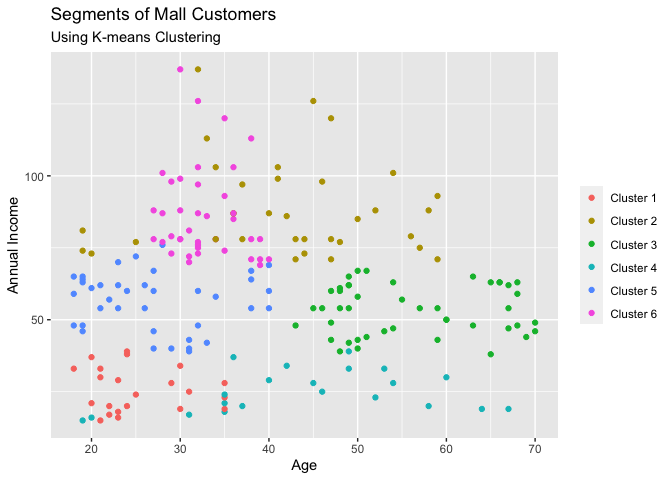 Segments of Mall Customers
Using K-means Clustering
Annual Income
100
50
20
30
40
50
60
70
Age
Cluster 1
Cluster 2
Cluster 3
Cluster 4
Cluster 5
Cluster 6